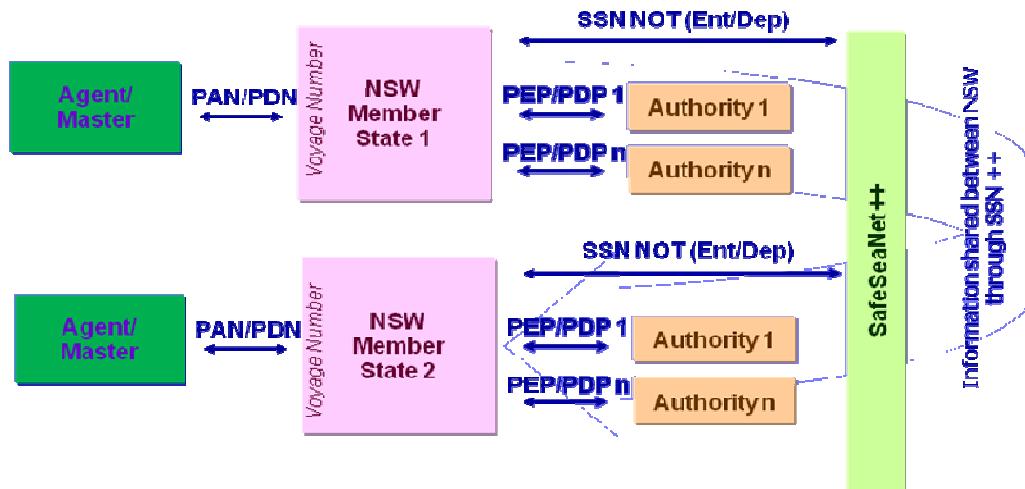 SSN NOT (Ent/Dep)
Agent/
Master
PAN/PDN
Voyage Number
NSW
Member
State 1
PEP/PDP 1
Authority 1
PEP/PDP n
Authority n
SSN NOT (Ent/Dep)
Agent/
Master
PAN/PDN
Voyage Number
NSW
Member
State 2
PEP/PDP 1
Authority 1
PEP/PDP n
Authority n
SafeSeaNet ++
Information shared between NSW
through SSN ++